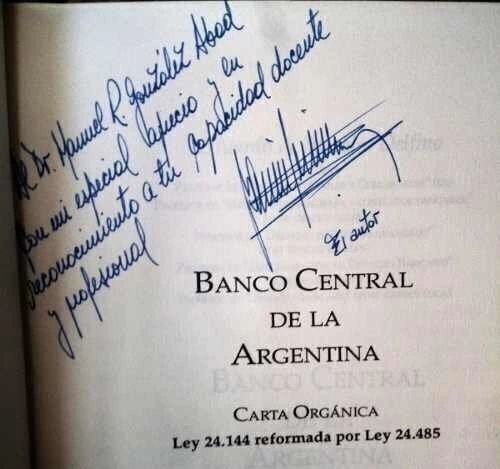 Al Dr. Manuel R. González Abad
con mi especial aprecio y en
reconocimiento a tu capacidad docente
y profesional
El autor
BANCO CENTRAL
DE LA
ARGENTINA
CARTA ORGÁNICA
Ley 24.144 reformada por Ley 24.485